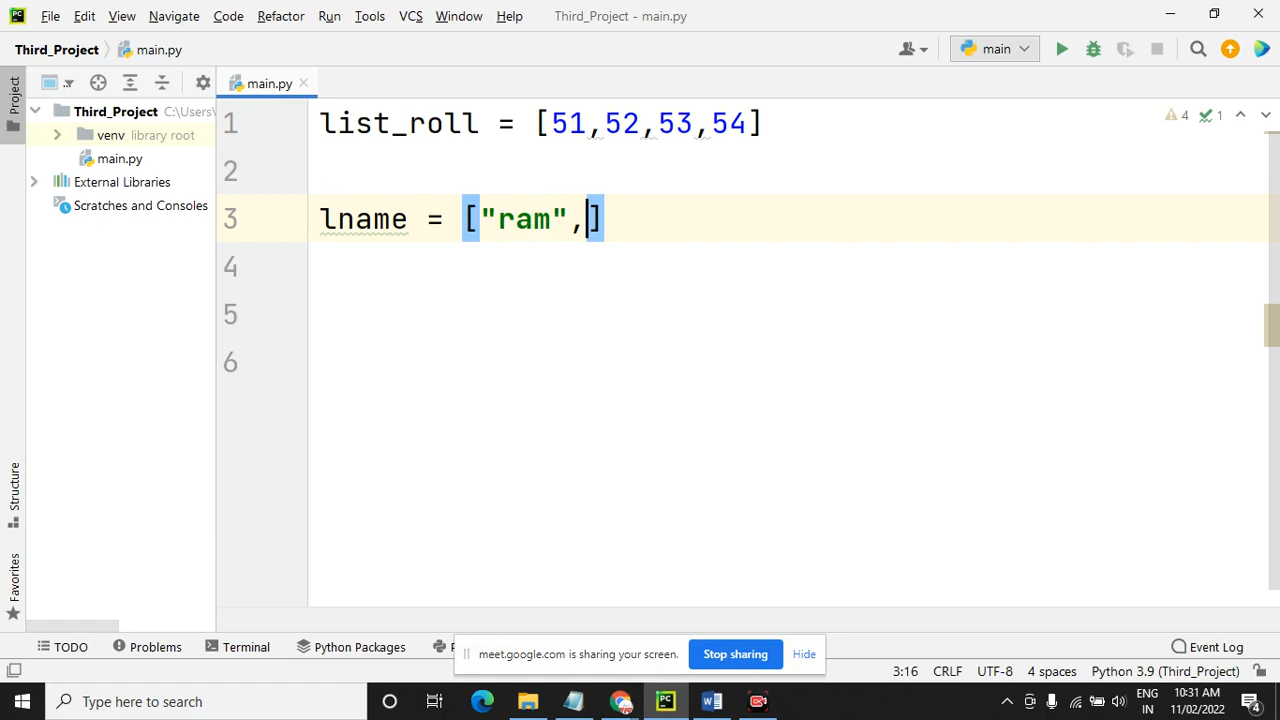 File Edit View Navigate Code Refactor Run Tools VCS Window Help Third_Project - main.py
Third_Project main.py main
Project main.py
Third_Project C:\Users\
venv library root
main.py
External Libraries
Scratches and Consoles
1 list_roll = [51,52,53,54]
2
3 lname = ["ram",]
4
5
6
4 1
Structure
Favorites
TODO Problems Terminal Python Packages P
meet.google.com is sharing your screen. Stop sharing Hide
Event Log
3:16 CRLF UTF-8 4 spaces Python 3.9 (Third_Project)
Type here to search
ENG
IN
10:31 AM
11/02/2022
4